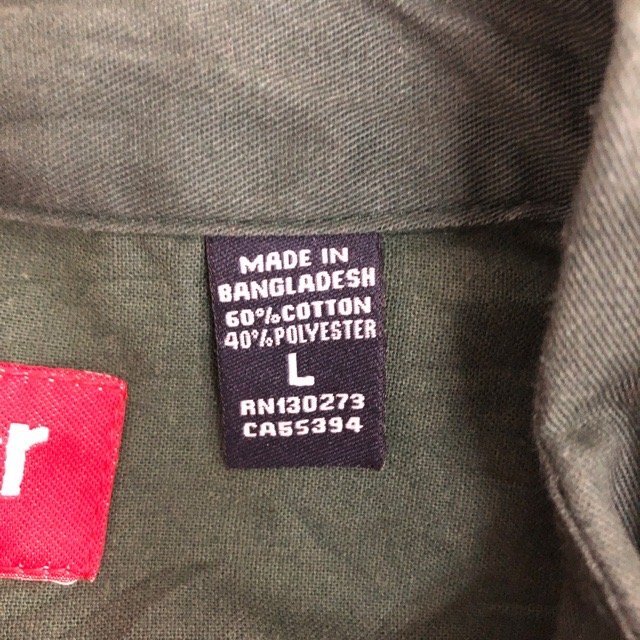 MADE IN
BANGLADESH
60%COTTON
40%POLYESTER
L
RN130273
CA55394
r